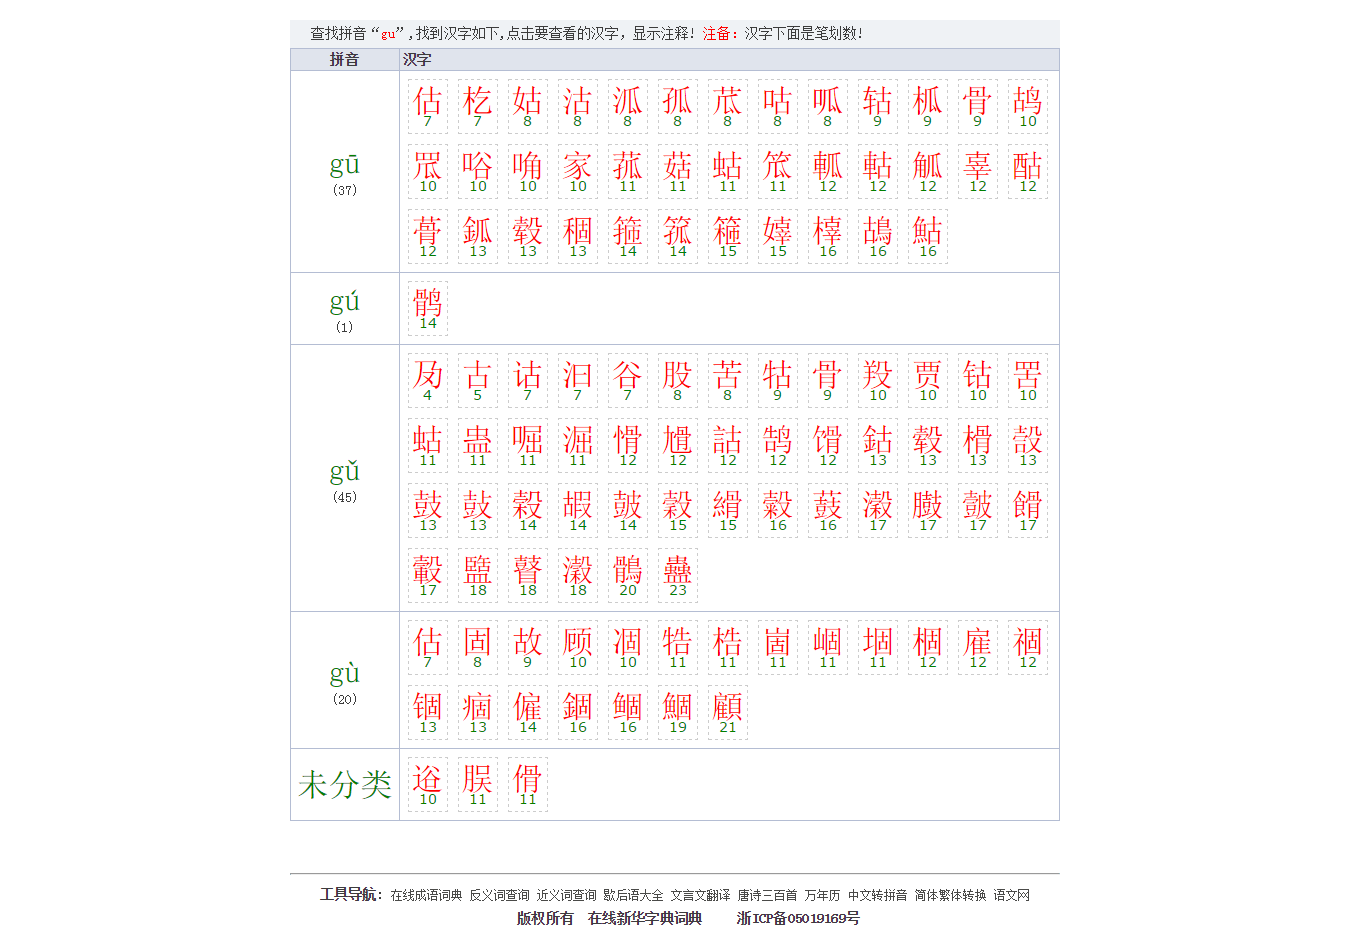 查找拼音“gu”,找到汉字如下,点击要查看的汉字，显示注释! 注备：汉字下面是笔划数!
拼音 汉字
gū
(37)
估 杚 姑 沽 泒 孤 苽 咕 呱 轱 柧 骨 鸪
7 7 8 8 8 8 8 8 8 9 9 9 10
罛 唂 唃 家 菰 菇 蛄 笟 軱 軲 觚 辜 酤
10 10 10 10 11 11 11 11 12 12 12 12 12
菅 鈲 毂 稒 箍 箛 箍 嫴 橭 鴣 鮕
12 13 13 13 14 14 15 15 16 16 16
gú
(1)
鹘
14
gǔ
(45)
夃 古 诂 汩 谷 股 苦 牯 骨 羖 贾 钴 罟
4 5 7 7 7 8 8 9 9 10 10 10 10
蛄 蛊 啒 淈 愲 尳 詁 鹄 馉 鈷 毂 榾 嗀
11 11 11 11 12 12 12 12 12 13 13 13 13
鼓 鼔 榖 嘏 皷 穀 縎 糓 薣 濲 臌 皼 餶
13 13 14 14 14 15 15 16 16 17 17 17 17
轂 盬 瞽 瀔 鶻 蠱
17 18 18 18 20 23
gù
(20)
估 固 故 顾 凅 牿 梏 崮 崓 堌 棝 雇 祻
7 8 9 10 10 11 11 11 11 11 12 12 12
锢 痼 僱 錮 鲴 鯝 顧
13 13 14 16 16 19 21
未分类
逧 脵 傦
10 11 11
工具导航: 在线成语词典 反义词查询 近义词查询 歇后语大全 文言文翻译 唐诗三百首 万年历 中文转拼音 简体繁体转换 语文网
版权所有 在线新华字典词典 浙ICP备05019169号